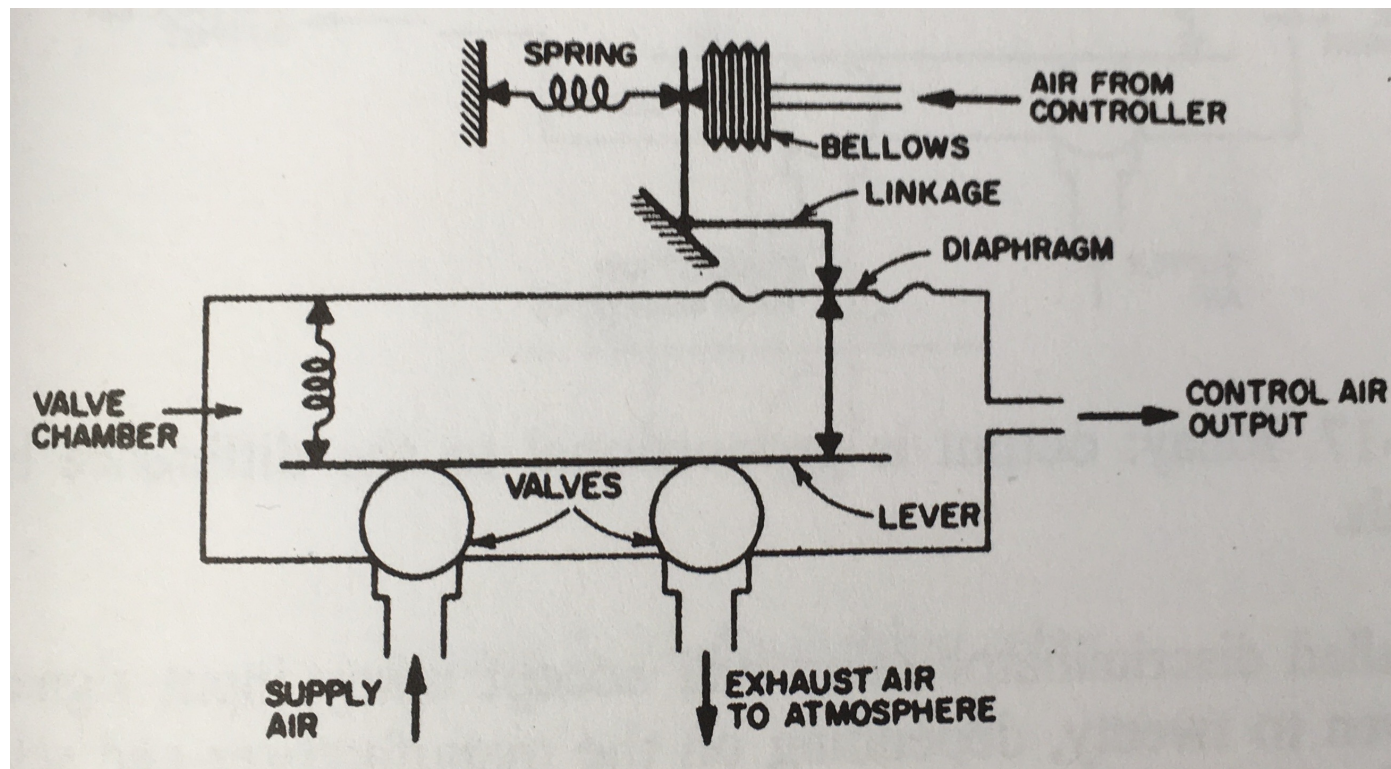 SPRING
AIR FROM
CONTROLLER
BELLOWS
LINKAGE
DIAPHRAGM
VALVE
CHAMBER
CONTROL AIR
OUTPUT
VALVES
LEVER
SUPPLY
AIR
EXHAUST AIR
TO ATMOSPHERE